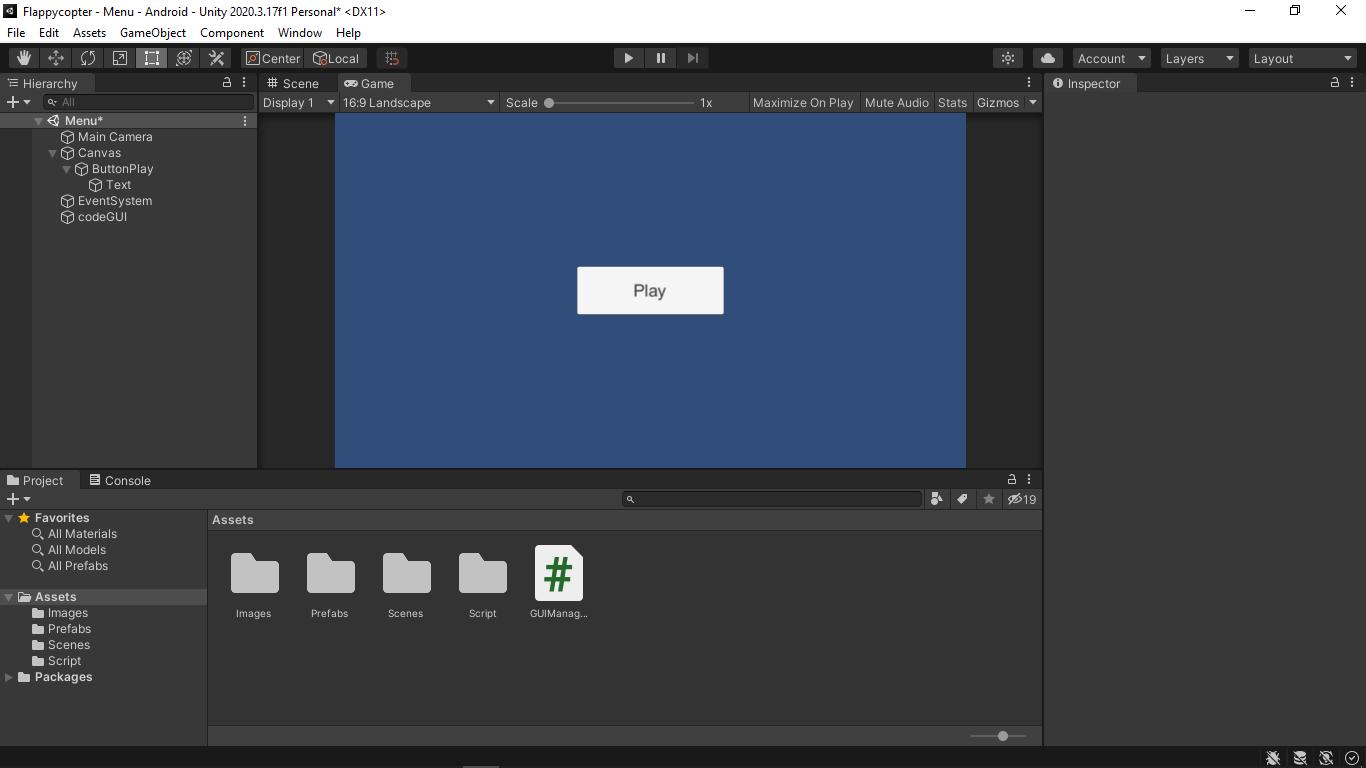 Flappycopter - Menu - Android - Unity 2020.3.17f1 Personal* <DX11>
File Edit Assets GameObject Component Window Help
Center Local Account Layers Layout
Hierarchy Scene Game Inspector
All Display 1 16:9 Landscape Scale 1x Maximize On Play Mute Audio Stats Gizmos
Menu*
Main Camera
Canvas
ButtonPlay
Text
EventSystem
codeGUI
Play
Project Console
19
Favorites
All Materials
All Models
All Prefabs
Assets
Images
Prefabs
Scenes
Script
Packages
Assets
#
Images Prefabs Scenes Script GUIManag...